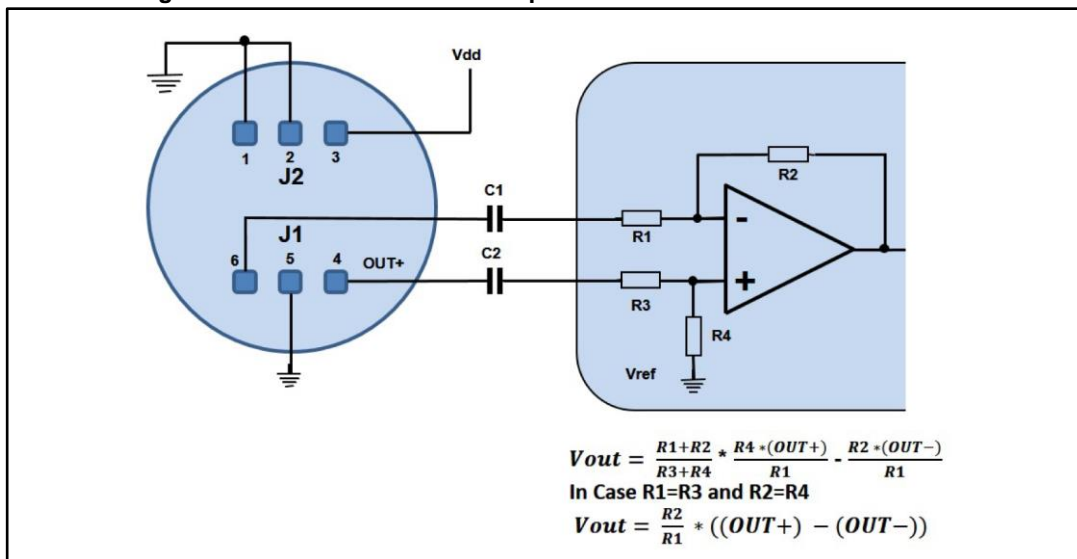 Vdd
1 2 3
J2
C1
R2
R1
-
J1
6 5 4 OUT+
C2
R3
+
R4
Vref
Vout = R1+R2/R3+R4 * R4 *(OUT+)/R1 - R2 *(OUT-)/R1
In Case R1=R3 and R2=R4
Vout = R2/R1 * ((OUT+) - (OUT-))